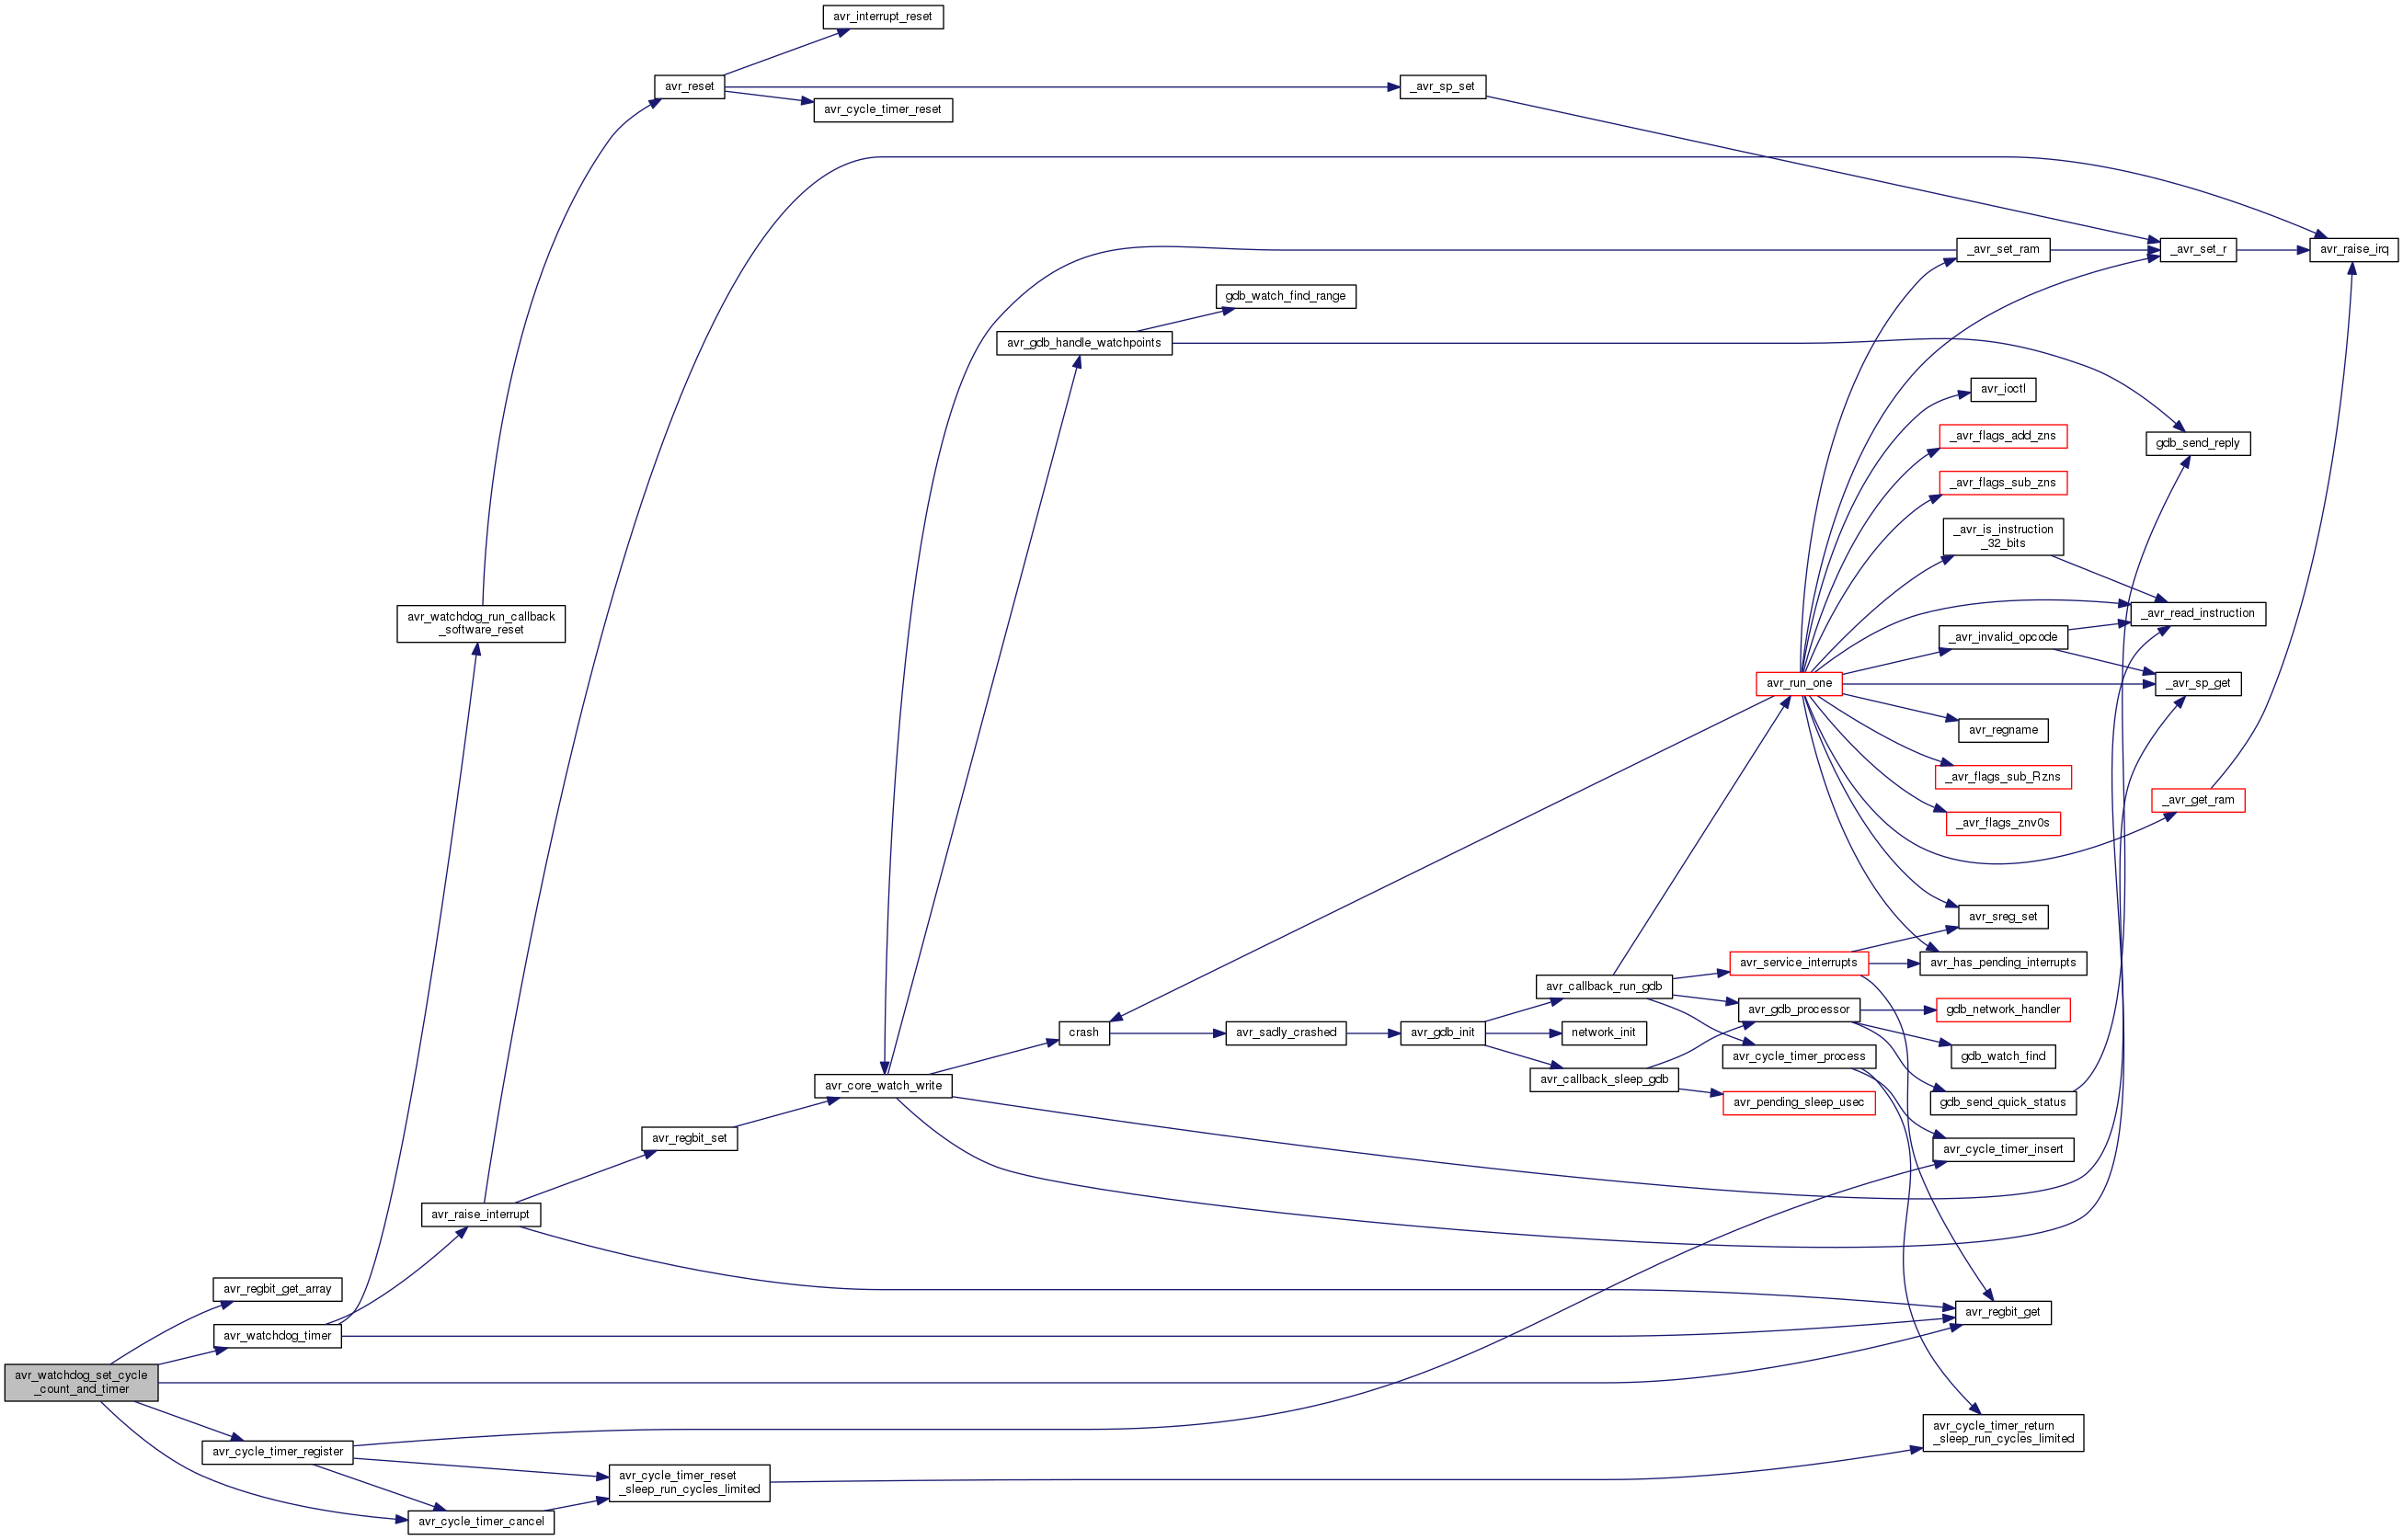 avr_interrupt_reset
avr_reset
_avr_sp_set
avr_cycle_timer_reset
_avr_set_ram
_avr_set_r
avr_raise_irq
gdb_watch_find_range
avr_gdb_handle_watchpoints
avr_ioctl
_avr_flags_add_zns
gdb_send_reply
_avr_flags_sub_zns
_avr_is_instruction
_32_bits
avr_watchdog_run_callback
_software_reset
_avr_read_instruction
_avr_invalid_opcode
avr_run_one
_avr_sp_get
avr_regname
_avr_flags_sub_Rzns
_avr_get_ram
_avr_flags_znv0s
avr_sreg_set
avr_service_interrupts
avr_has_pending_interrupts
avr_callback_run_gdb
avr_gdb_processor
gdb_network_handler
crash
avr_sadly_crashed
avr_gdb_init
network_init
avr_cycle_timer_process
gdb_watch_find
avr_core_watch_write
avr_callback_sleep_gdb
avr_pending_sleep_usec
gdb_send_quick_status
avr_regbit_set
avr_cycle_timer_insert
avr_raise_interrupt
avr_regbit_get_array
avr_regbit_get
avr_watchdog_timer
avr_watchdog_set_cycle
_count_and_timer
avr_cycle_timer_return
_sleep_run_cycles_limited
avr_cycle_timer_register
avr_cycle_timer_reset
_sleep_run_cycles_limited
avr_cycle_timer_cancel